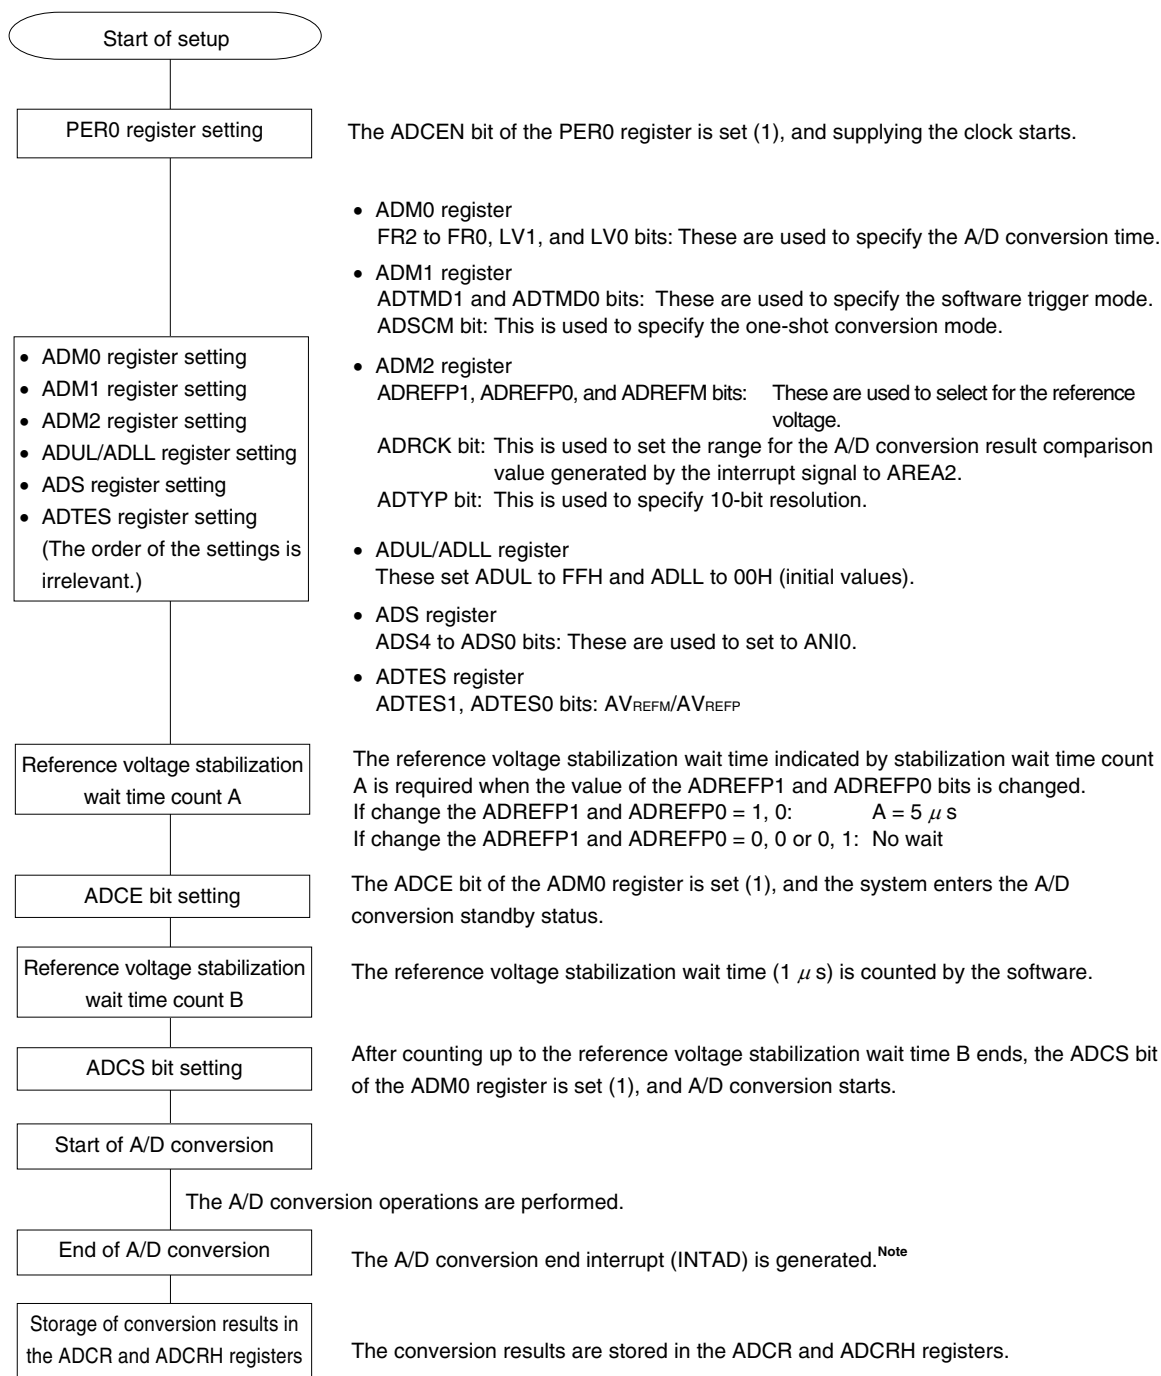 Start of setup
PER0 register setting
The ADCEN bit of the PER0 register is set (1), and supplying the clock starts.
• ADM0 register
FR2 to FR0, LV1, and LV0 bits: These are used to specify the A/D conversion time.
• ADM1 register
ADTMD1 and ADTMD0 bits: These are used to specify the software trigger mode.
ADSCM bit: This is used to specify the one-shot conversion mode.
• ADM2 register
ADREFP1, ADREFP0, and ADREFM bits: These are used to select for the reference
voltage.
ADRCK bit: This is used to set the range for the A/D conversion result comparison
value generated by the interrupt signal to AREA2.
ADTYP bit: This is used to specify 10-bit resolution.
• ADUL/ADLL register
These set ADUL to FFH and ADLL to 00H (initial values).
• ADS register
ADS4 to ADS0 bits: These are used to set to ANI0.
• ADTES register
ADTES1, ADTES0 bits: AVREFM/AVREFP
• ADM0 register setting
• ADM1 register setting
• ADM2 register setting
• ADUL/ADLL register setting
• ADS register setting
• ADTES register setting
(The order of the settings is
irrelevant.)
Reference voltage stabilization
wait time count A
The reference voltage stabilization wait time indicated by stabilization wait time count
A is required when the value of the ADREFP1 and ADREFP0 bits is changed.
If change the ADREFP1 and ADREFP0 = 1, 0: A = 5 μ s
If change the ADREFP1 and ADREFP0 = 0, 0 or 0, 1: No wait
ADCE bit setting
The ADCE bit of the ADM0 register is set (1), and the system enters the A/D
conversion standby status.
Reference voltage stabilization
wait time count B
The reference voltage stabilization wait time (1 μ s) is counted by the software.
ADCS bit setting
After counting up to the reference voltage stabilization wait time B ends, the ADCS bit
of the ADM0 register is set (1), and A/D conversion starts.
Start of A/D conversion
The A/D conversion operations are performed.
End of A/D conversion
The A/D conversion end interrupt (INTAD) is generated.Note
Storage of conversion results in
the ADCR and ADCRH registers
The conversion results are stored in the ADCR and ADCRH registers.